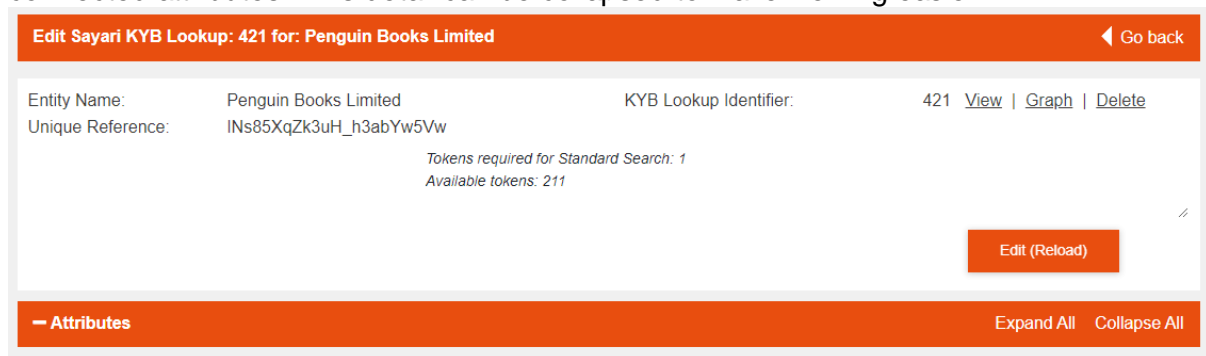 Edit Sayari KYB Lookup: 421 for: Penguin Books Limited Go back
Entity Name: Penguin Books Limited KYB Lookup Identifier: 421 View | Graph | Delete
Unique Reference: lNs85XqZk3uH_h3abYw5Vw
Tokens required for Standard Search: 1
Available tokens: 211
Edit (Reload)
Attributes Expand All Collapse All